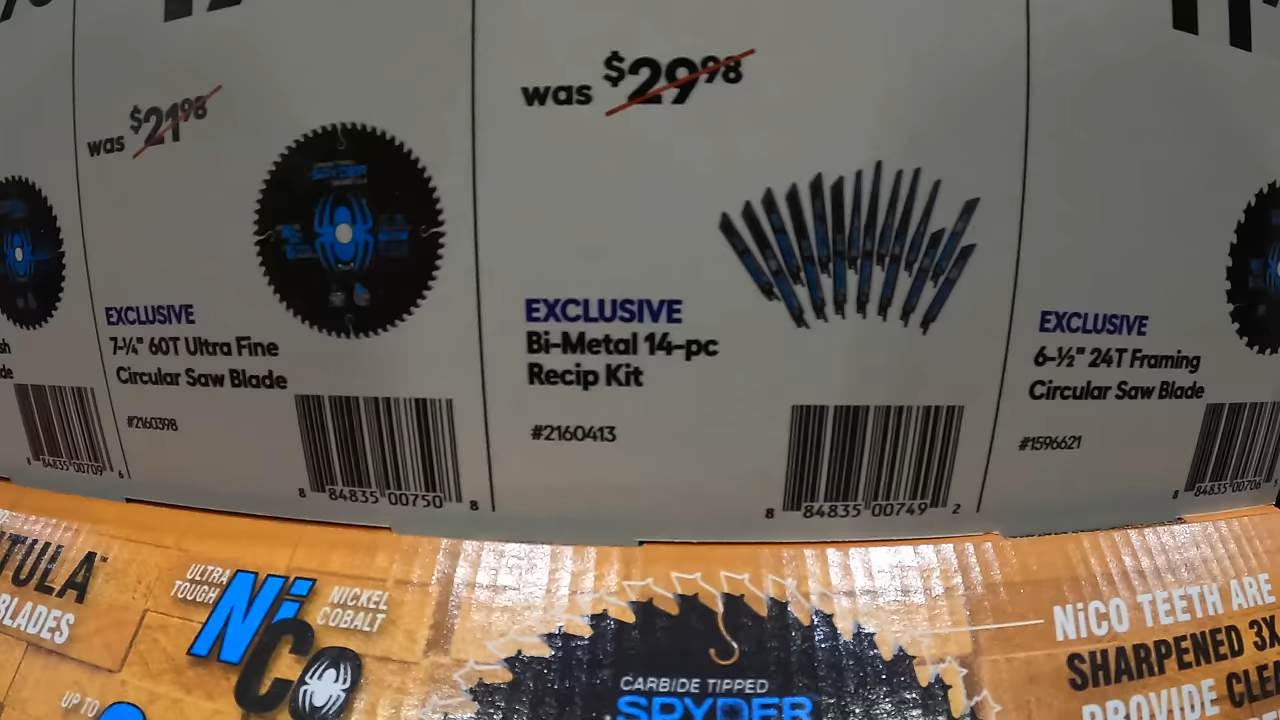 was $21.98
SPYDER
EXCLUSIVE
7-¼" 60T Ultra Fine
Circular Saw Blade
#2160398
8 84835 00709 6
8 84835 00750 8
was $29.98
EXCLUSIVE
Bi-Metal 14-pc
Recip Kit
#2160413
8 84835 00749 2
EXCLUSIVE
6-½" 24T Framing
Circular Saw Blade
#1596621
8 84835 00706
TULA™
BLADES
ULTRA
TOUGH
NiCo
NICKEL
COBALT
UP TO
CARBIDE TIPPED
SPYDER
NiCO TEETH ARE
SHARPENED 3X
PROVIDE